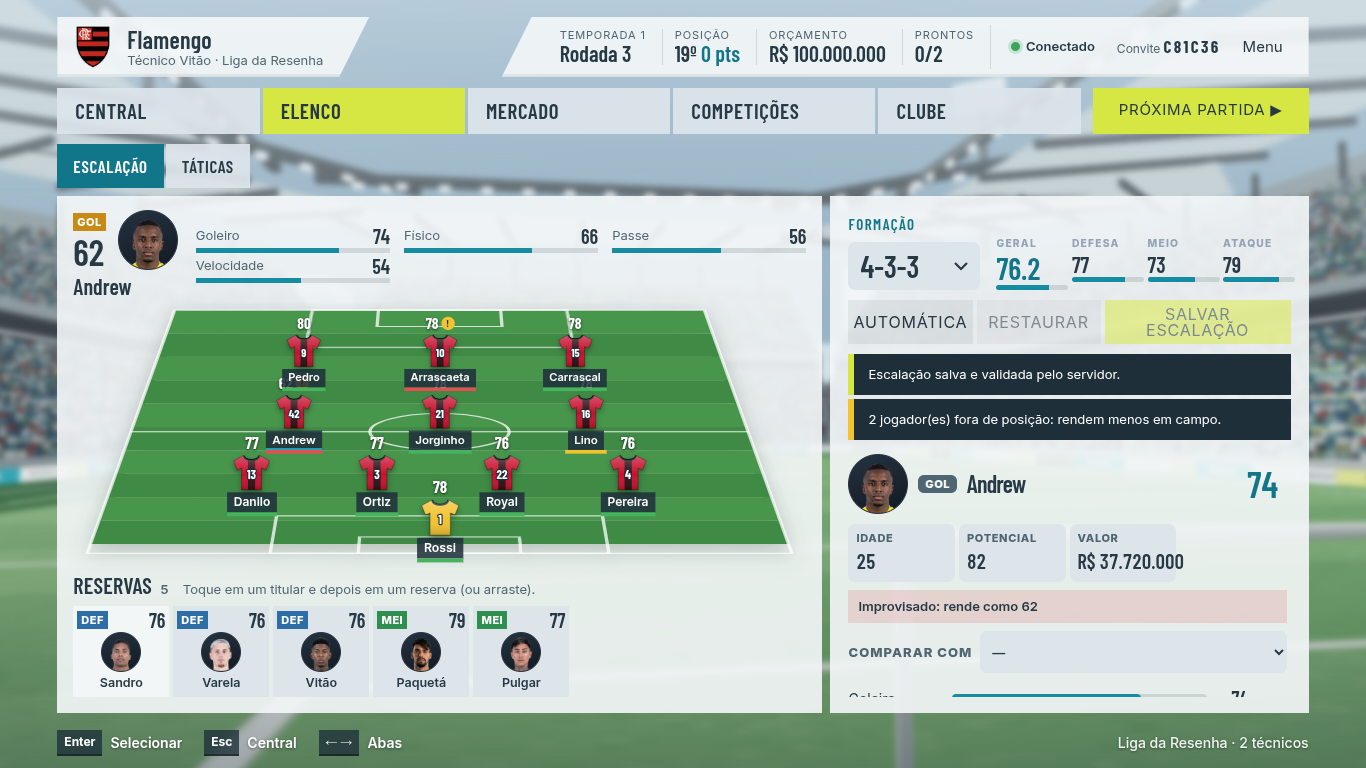 Flamengo
Técnico Vitão · Liga da Resenha
TEMPORADA 1
Rodada 3
POSIÇÃO
19º 0 pts
ORÇAMENTO
R$ 100.000.000
PRONTOS
0/2
Conectado
Convite C81C36
Menu
CENTRAL
ELENCO
MERCADO
COMPETIÇÕES
CLUBE
PRÓXIMA PARTIDA ▶
ESCALAÇÃO
TÁTICAS
GOL
62
Andrew
Goleiro 74
Físico 66
Passe 56
Velocidade 54
80
9
Pedro
78 !
10
Arrascaeta
78
15
Carrascal
42
Andrew
21
Jorginho
16
Lino
77
13
Danilo
77
3
Ortiz
76
22
Royal
76
4
Pereira
78
1
Rossi
RESERVAS 5 Toque em um titular e depois em um reserva (ou arraste).
DEF 76
Sandro
DEF 76
Varela
DEF 76
Vitão
MEI 79
Paquetá
MEI 77
Pulgar
FORMAÇÃO
4-3-3
GERAL
76.2
DEFESA
77
MEIO
73
ATAQUE
79
AUTOMÁTICA
RESTAURAR
SALVAR
ESCALAÇÃO
Escalação salva e validada pelo servidor.
2 jogador(es) fora de posição: rendem menos em campo.
GOL Andrew 74
IDADE
25
POTENCIAL
82
VALOR
R$ 37.720.000
Improvisado: rende como 62
COMPARAR COM —
Goleiro 74
Enter Selecionar
Esc Central
←→ Abas
Liga da Resenha · 2 técnicos